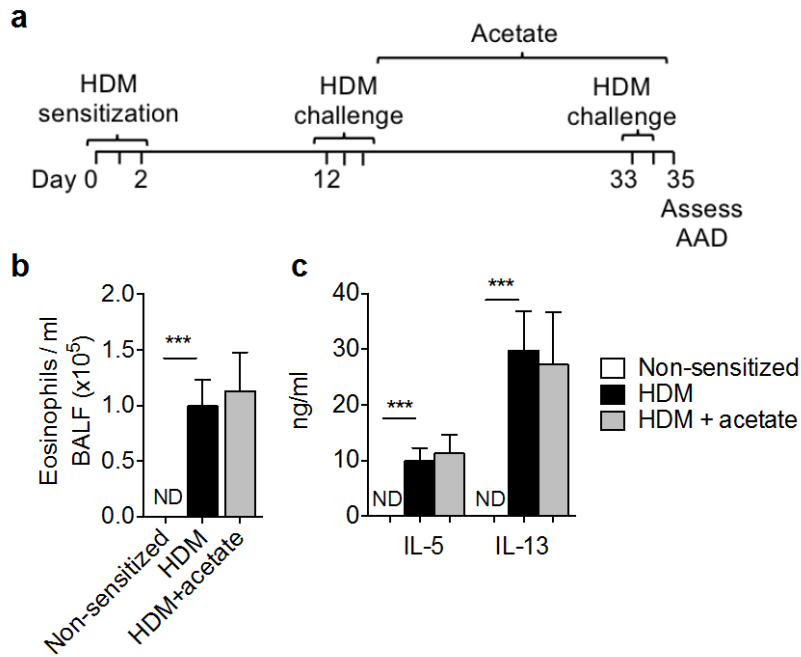 a
Acetate
HDM
sensitization
HDM
challenge
HDM
challenge
Day 0
2
12
33
35
Assess
AAD
b
Eosinophils / ml
BALF (x10⁵)
2.0
1.5
1.0
0.5
0.0
***
ND
Non-sensitized
HDM
HDM+acetate
c
ng/ml
40
30
20
10
0
***
***
ND
ND
IL-5
IL-13
Non-sensitized
HDM
HDM + acetate